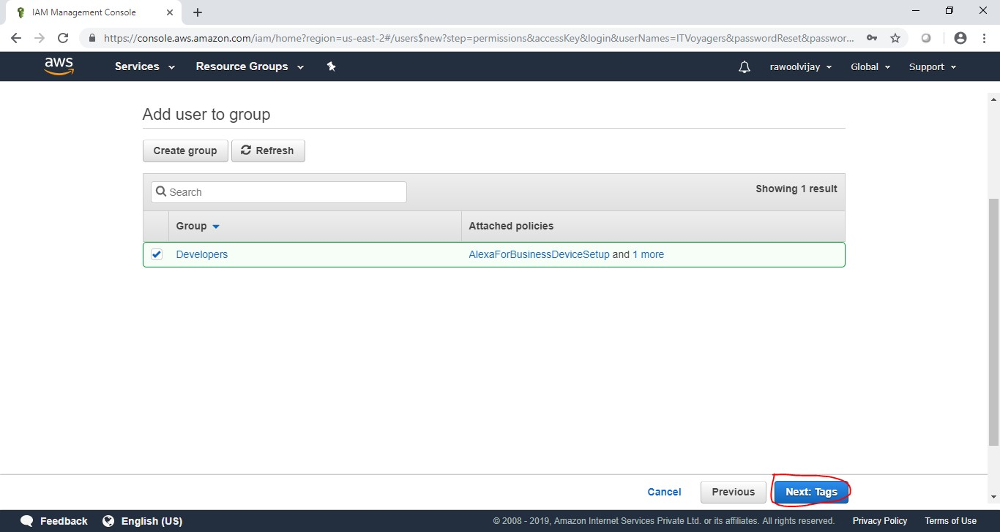 IAM Management Console
https://console.aws.amazon.com/iam/home?region=us-east-2#/users$new?step=permissions&accessKey&login&userNames=ITVoyagers&passwordReset&passwor...
aws Services Resource Groups rawoolvijay Global Support
Add user to group
Create group Refresh
Search Showing 1 result
Group Attached policies
Developers AlexaForBusinessDeviceSetup and 1 more
Cancel Previous Next: Tags
Feedback English (US) © 2008 - 2019, Amazon Internet Services Private Ltd. or its affiliates. All rights reserved. Privacy Policy Terms of Use